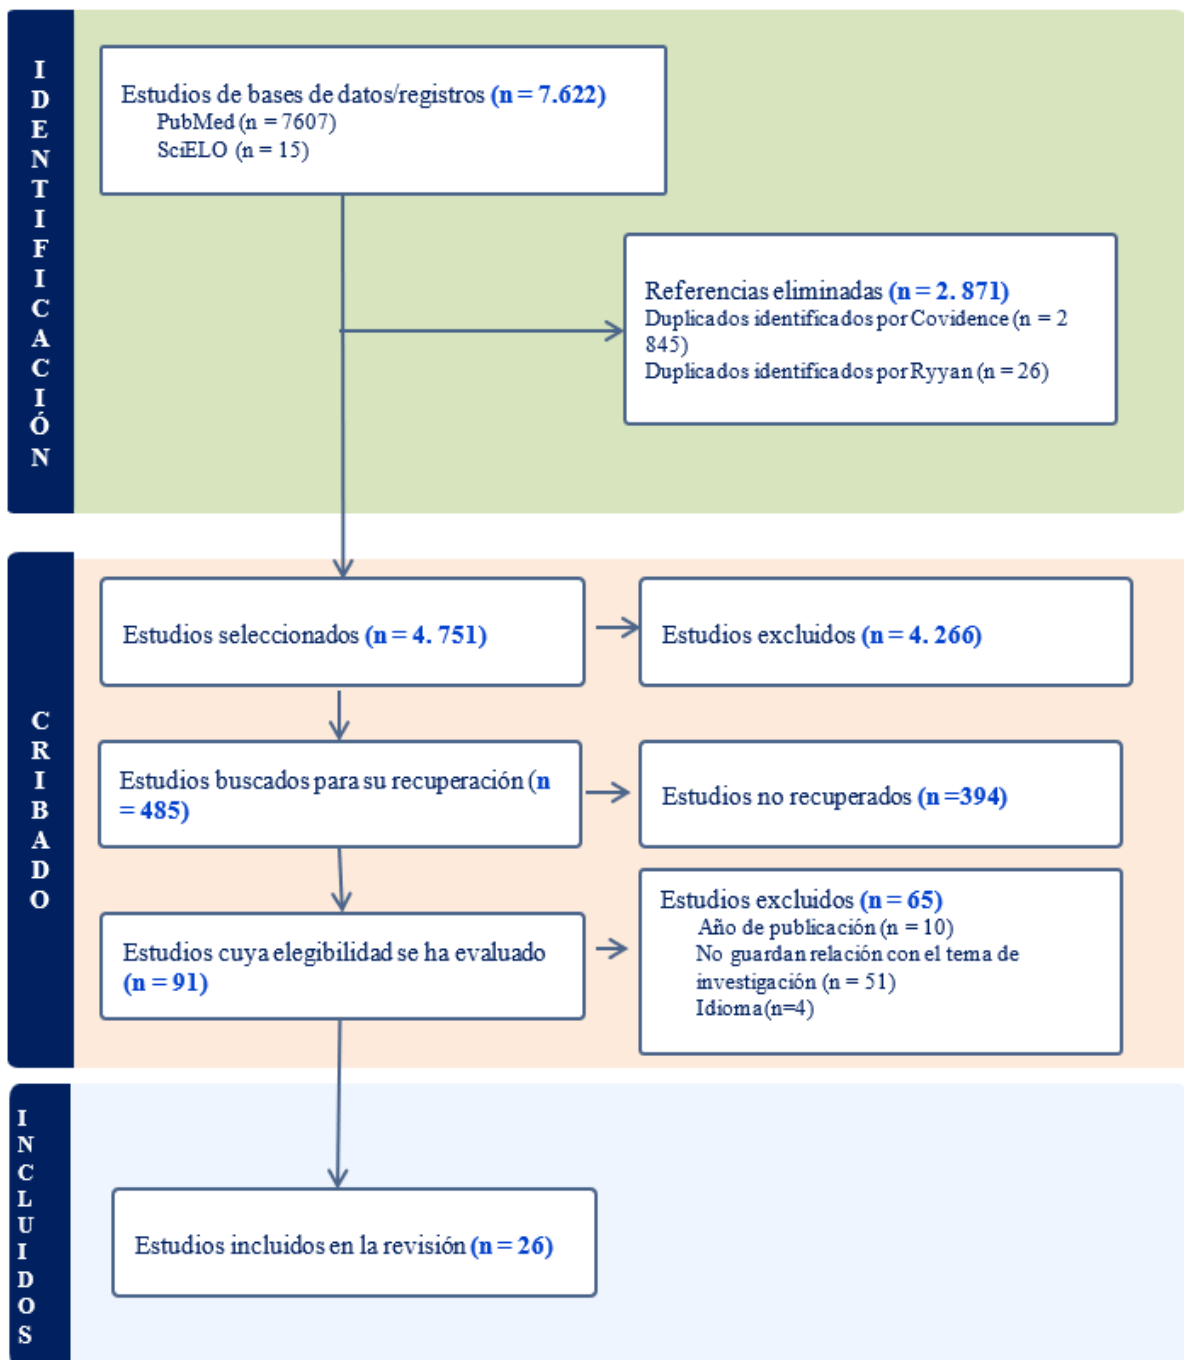 IDENTIFICACIÓN
Estudios de bases de datos/registros (n = 7.622)
PubMed (n = 7607)
SciELO (n = 15)
Referencias eliminadas (n = 2. 871)
Duplicados identificados por Covidence (n = 2
845)
Duplicados identificados por Ryyan (n = 26)
CRIBADO
Estudios seleccionados (n = 4. 751)
Estudios excluidos (n = 4. 266)
Estudios buscados para su recuperación (n
= 485)
Estudios no recuperados (n =394)
Estudios cuya elegibilidad se ha evaluado
(n = 91)
Estudios excluidos (n = 65)
Año de publicación (n = 10)
No guardan relación con el tema de
investigación (n = 51)
Idioma(n=4)
INCLUIDOS
Estudios incluidos en la revisión (n = 26)